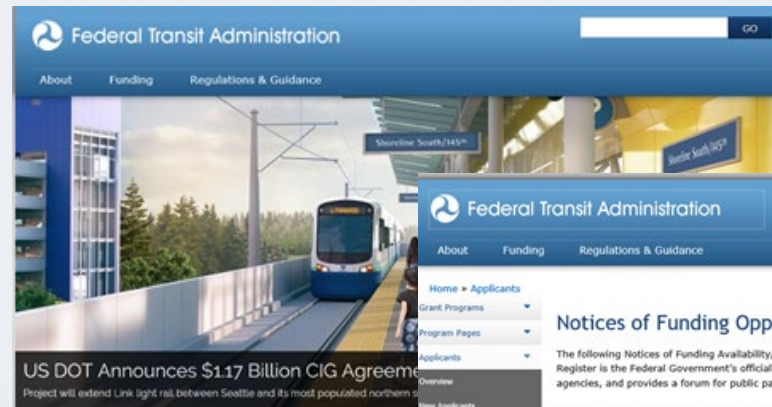 Federal Transit Administration
GO
About Funding Regulations & Guidance
Shoreline South/145th
Shoreline South/145th
US DOT Announces $1.17 Billion CIG Agreeme
Project will extend Link light rail between Seattle and its most populated northern s
Federal Transit Administration
About Funding Regulations & Guidance
Home » Applicants
Grant Programs
Program Pages
Applicants
Overview
New Applicants
Notices of Funding Opp
The following Notices of Funding Availability,
Register is the Federal Government's official
agencies, and provides a forum for public pa